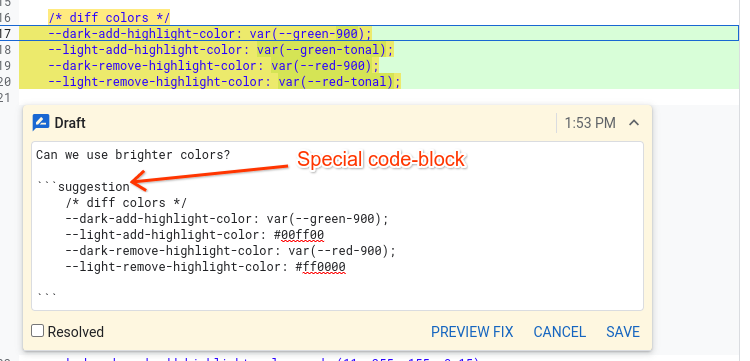 15
16 /* diff colors */
17 --dark-add-highlight-color: var(--green-900);
18 --light-add-highlight-color: var(--green-tonal);
19 --dark-remove-highlight-color: var(--red-900);
20 --light-remove-highlight-color: var(--red-tonal);
21
Draft 1:53 PM
Can we use brighter colors?
Special code-block
```suggestion
/* diff colors */
--dark-add-highlight-color: var(--green-900);
--light-add-highlight-color: #00ff00
--dark-remove-highlight-color: var(--red-900);
--light-remove-highlight-color: #ff0000
```
Resolved PREVIEW FIX CANCEL SAVE